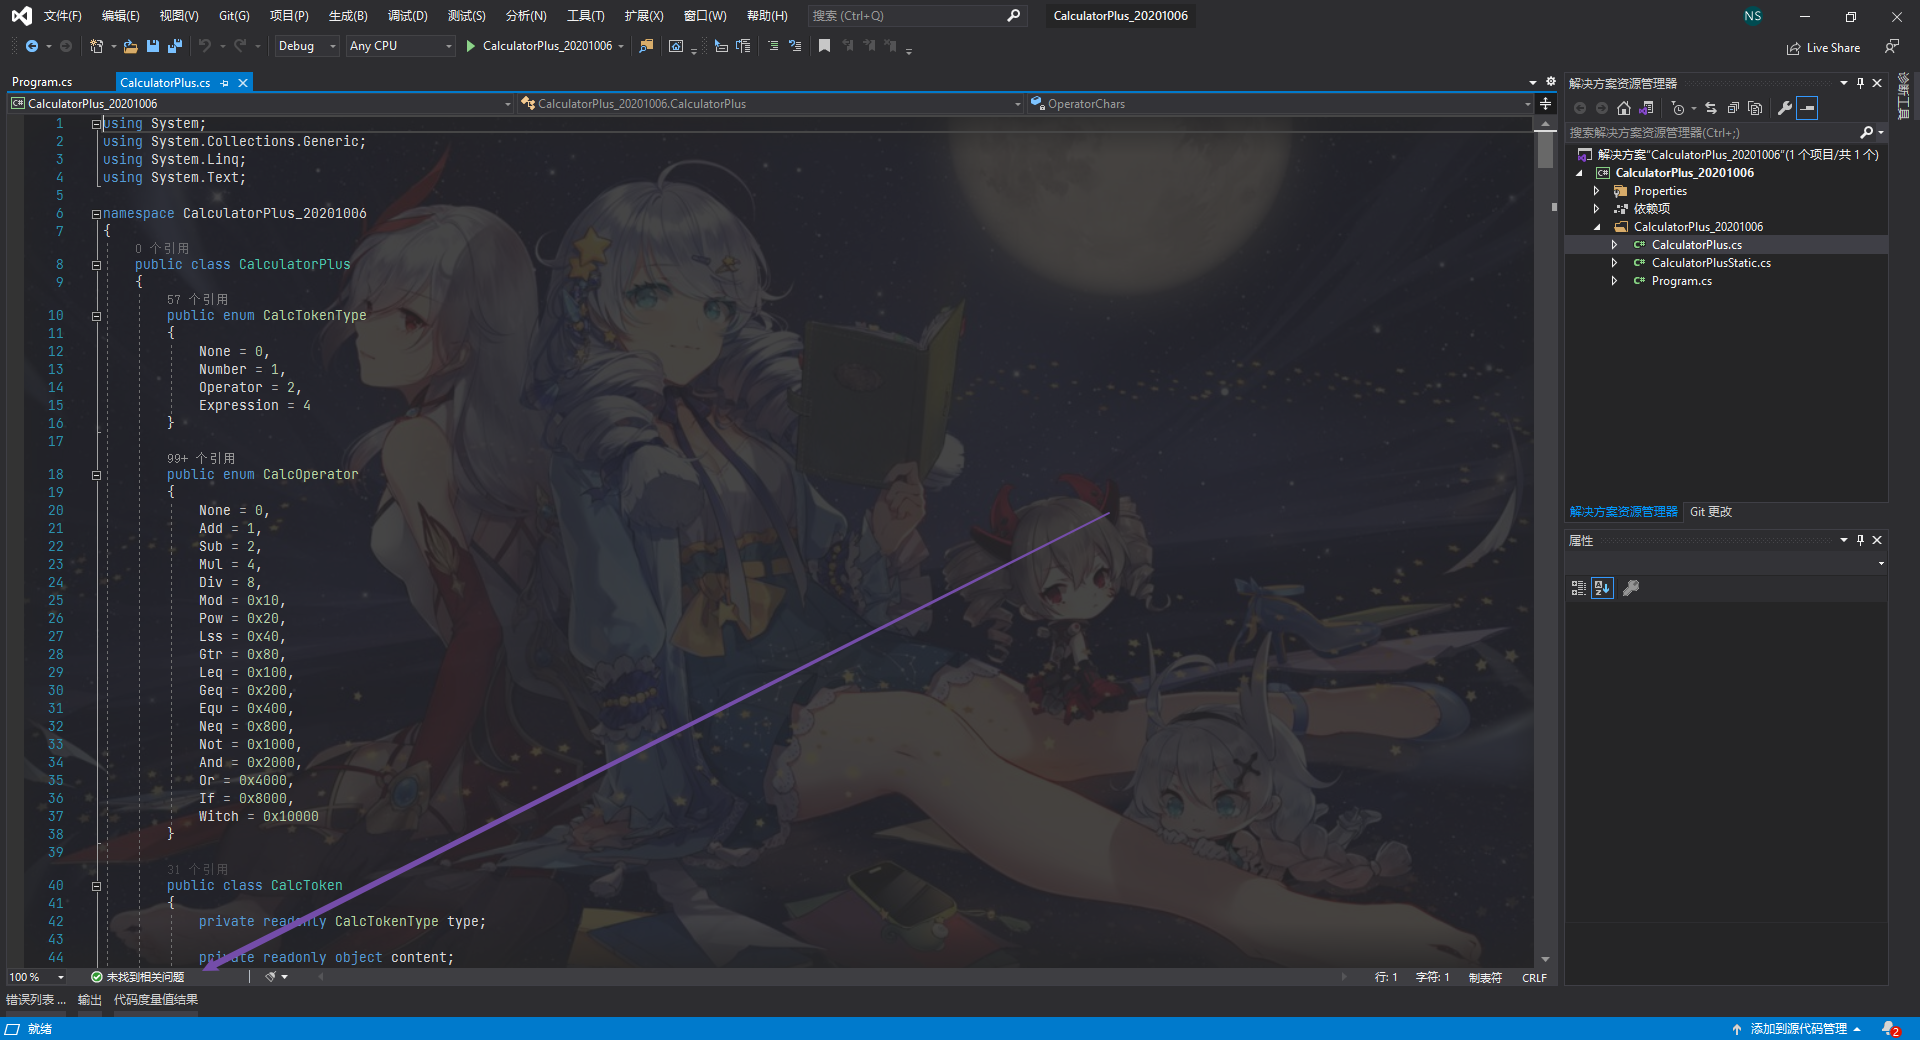 文件(F) 编辑(E) 视图(V) Git(G) 项目(P) 生成(B) 调试(D) 测试(S) 分析(N) 工具(T) 扩展(X) 窗口(W) 帮助(H) 搜索 (Ctrl+Q) CalculatorPlus_20201006 NS
Debug Any CPU CalculatorPlus_20201006 Live Share
Program.cs CalculatorPlus.cs
CalculatorPlus_20201006 CalculatorPlus_20201006.CalculatorPlus OperatorChars
1 using System;
2 using System.Collections.Generic;
3 using System.Linq;
4 using System.Text;
5
6 namespace CalculatorPlus_20201006
7 {
0 个引用
8 public class CalculatorPlus
9 {
57 个引用
10 public enum CalcTokenType
11 {
12 None = 0,
13 Number = 1,
14 Operator = 2,
15 Expression = 4
16 }
17
99+ 个引用
18 public enum CalcOperator
19 {
20 None = 0,
21 Add = 1,
22 Sub = 2,
23 Mul = 4,
24 Div = 8,
25 Mod = 0x10,
26 Pow = 0x20,
27 Lss = 0x40,
28 Gtr = 0x80,
29 Leq = 0x100,
30 Geq = 0x200,
31 Equ = 0x400,
32 Neq = 0x800,
33 Not = 0x1000,
34 And = 0x2000,
35 Or = 0x4000,
36 If = 0x8000,
37 Witch = 0x10000
38 }
39
31 个引用
40 public class CalcToken
41 {
42 private readonly CalcTokenType type;
43
44 private readonly object content;
100 % 未找到相关问题 行: 1 字符: 1 制表符 CRLF
错误列表 ... 输出 代码度量值结果
就绪 添加到源代码管理 2
解决方案资源管理器
搜索解决方案资源管理器(Ctrl+;)
解决方案"CalculatorPlus_20201006"(1 个项目/共 1 个)
C# CalculatorPlus_20201006
Properties
依赖项
CalculatorPlus_20201006
C# CalculatorPlus.cs
C# CalculatorPlusStatic.cs
C# Program.cs
解决方案资源管理器 Git 更改
属性
诊断工具